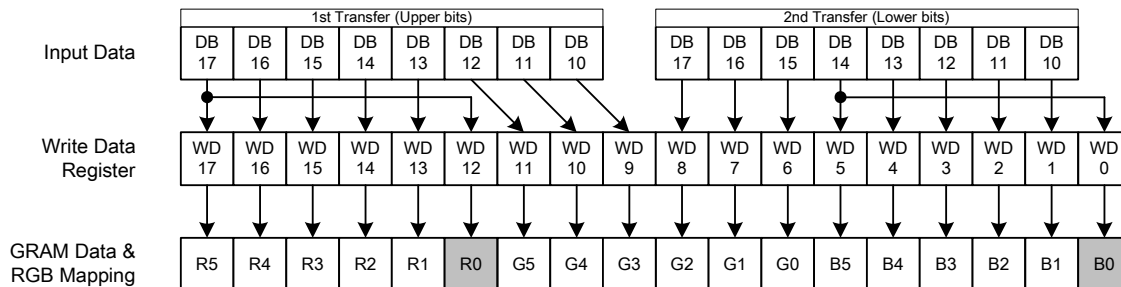 1st Transfer (Upper bits) 2nd Transfer (Lower bits)
Input Data DB 17 DB 16 DB 15 DB 14 DB 13 DB 12 DB 11 DB 10 DB 17 DB 16 DB 15 DB 14 DB 13 DB 12 DB 11 DB 10
Write Data Register WD 17 WD 16 WD 15 WD 14 WD 13 WD 12 WD 11 WD 10 WD 9 WD 8 WD 7 WD 6 WD 5 WD 4 WD 3 WD 2 WD 1 WD 0
GRAM Data & RGB Mapping R5 R4 R3 R2 R1 R0 G5 G4 G3 G2 G1 G0 B5 B4 B3 B2 B1 B0